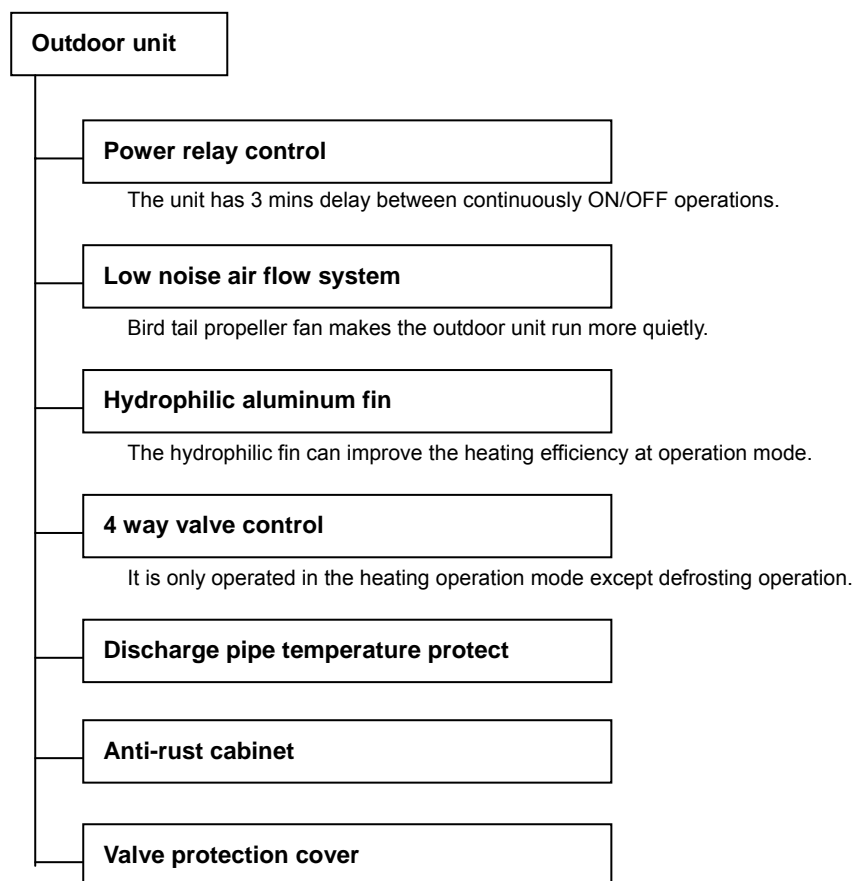 Outdoor unit
Power relay control
The unit has 3 mins delay between continuously ON/OFF operations.
Low noise air flow system
Bird tail propeller fan makes the outdoor unit run more quietly.
Hydrophilic aluminum fin
The hydrophilic fin can improve the heating efficiency at operation mode.
4 way valve control
It is only operated in the heating operation mode except defrosting operation.
Discharge pipe temperature protect
Anti-rust cabinet
Valve protection cover